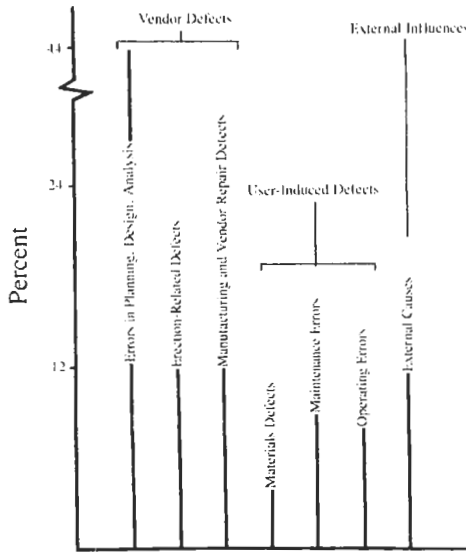 Vendor Defects
External Influences
44
Errors in Planning, Design, Analysis
Erection-Related Defects
Manufacturing and Vendor Repair Defects
24
User-Induced Defects
Percent
Materials Defects
Maintenance Errors
Operating Errors
External Causes
12